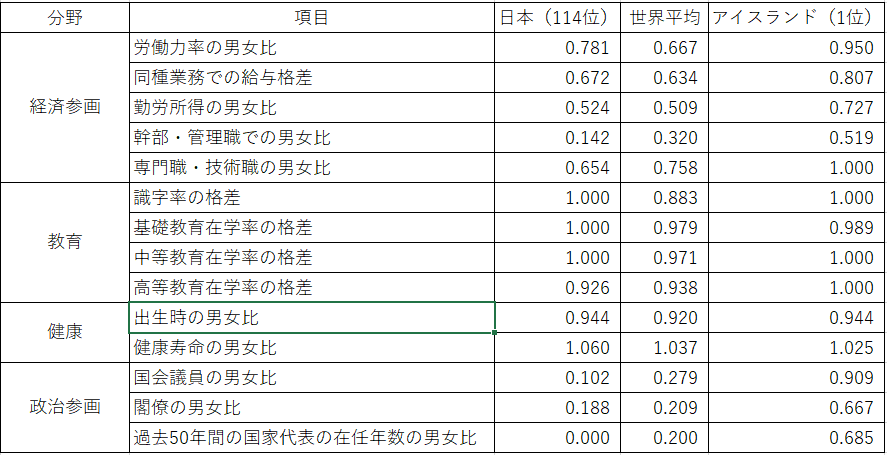 分野 項目 日本（114位） 世界平均 アイスランド（1位）
経済参画 労働力率の男女比 0.781 0.667 0.950
同種業務での給与格差 0.672 0.634 0.807
勤労所得の男女比 0.524 0.509 0.727
幹部・管理職での男女比 0.142 0.320 0.519
専門職・技術職の男女比 0.654 0.758 1.000
教育 識字率の格差 1.000 0.883 1.000
基礎教育在学率の格差 1.000 0.979 0.989
中等教育在学率の格差 1.000 0.971 1.000
高等教育在学率の格差 0.926 0.938 1.000
健康 出生時の男女比 0.944 0.920 0.944
健康寿命の男女比 1.060 1.037 1.025
政治参画 国会議員の男女比 0.102 0.279 0.909
閣僚の男女比 0.188 0.209 0.667
過去50年間の国家代表の在任年数の男女比 0.000 0.200 0.685